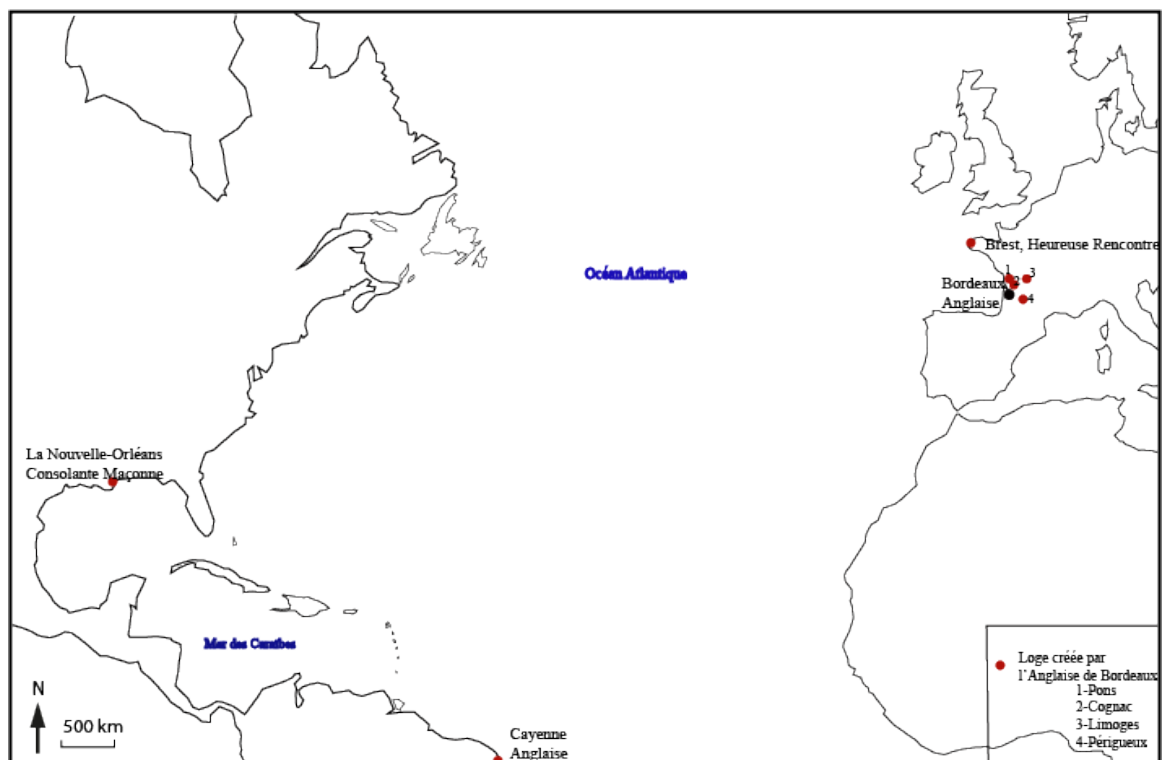 Brest, Heureuse Rencontre
Océan Atlantique
1
3
2
Bordeaux
Anglaise
4
La Nouvelle-Orléans
Consolante Maçonne
Mer des Caraïbes
N
500 km
Cayenne
Anglaise
Loge créée par
l'Anglaise de Bordeaux
1-Pons
2-Cognac
3-Limoges
4-Périgueux